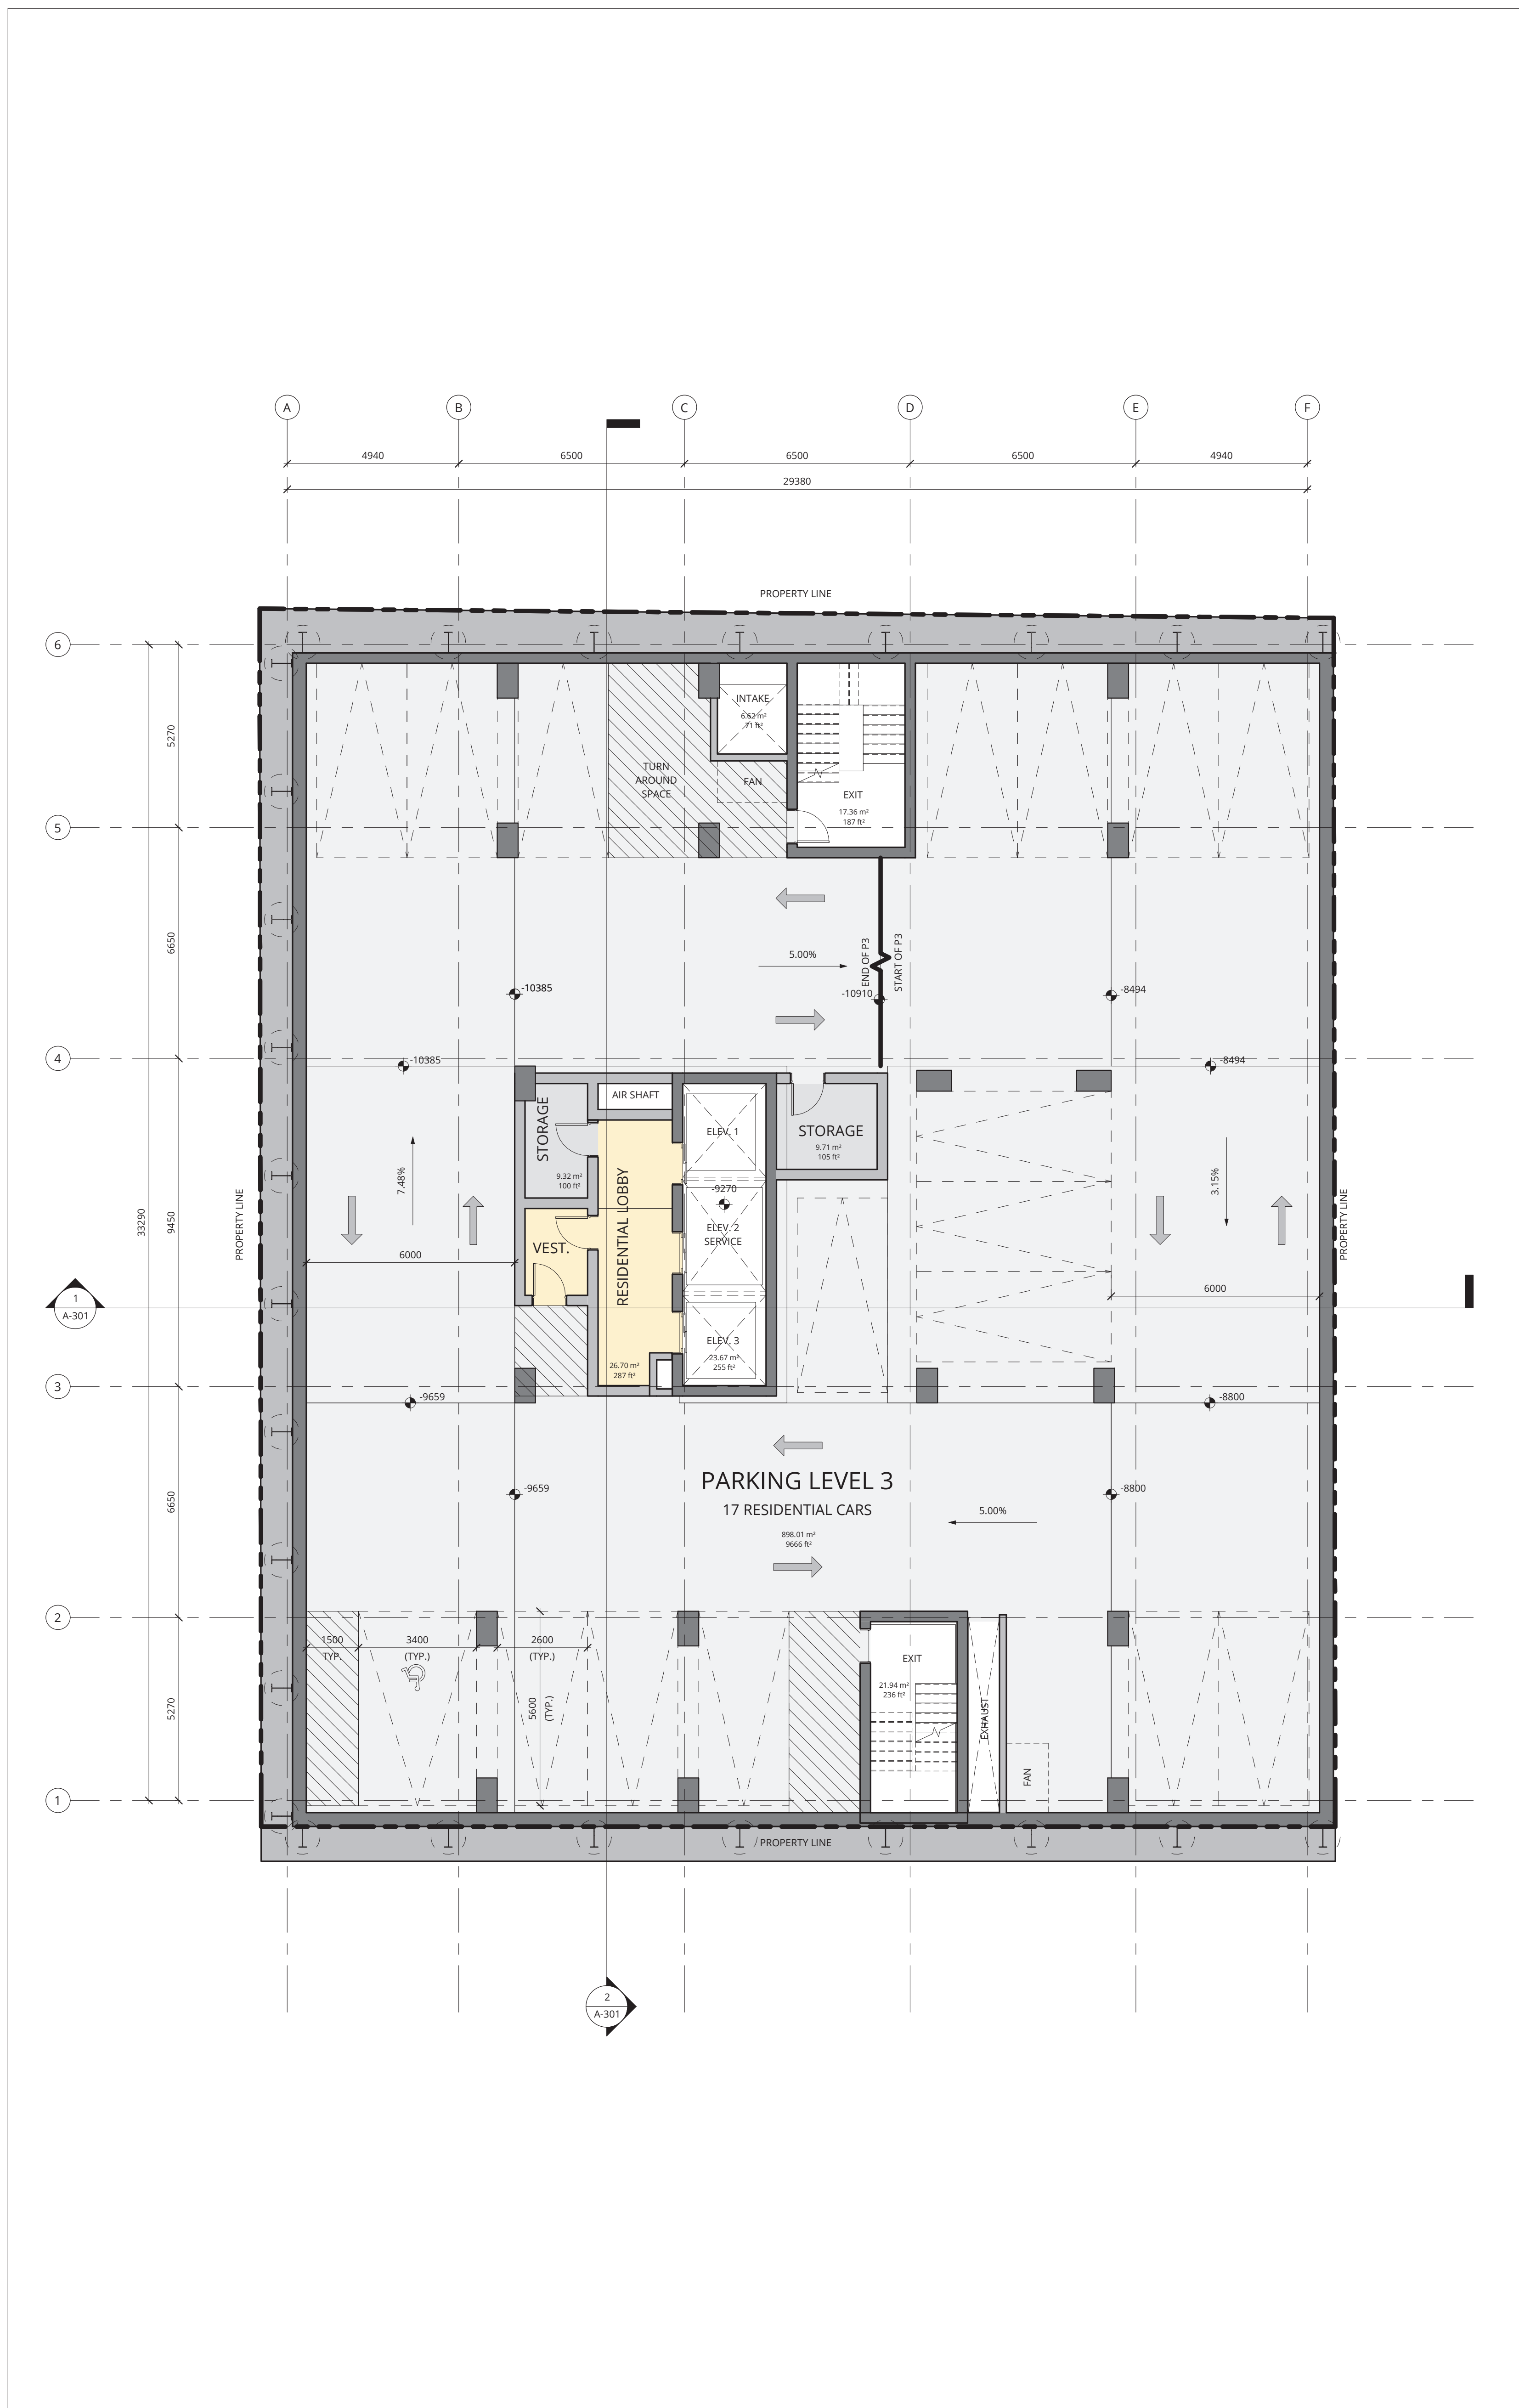 A B C D E F
4940 6500 6500 6500 4940
29380
PROPERTY LINE
6
INTAKE
6.62 m²
71 ft²
5270
TURN
AROUND
SPACE
FAN
EXIT
17.36 m²
187 ft²
5
6650
5.00%
END OF P3
START OF P3
-10385
-10910
-8494
4
-10385
-8494
AIR SHAFT
STORAGE
9.32 m²
100 ft²
ELEV. 1
STORAGE
9.71 m²
105 ft²
7.48%
3.15%
-9270
RESIDENTIAL LOBBY
ELEV. 2
SERVICE
PROPERTY LINE
33290
9450
PROPERTY LINE
VEST.
6000
6000
1
A-301
ELEV. 3
23.67 m²
255 ft²
26.70 m²
287 ft²
3
-9659
-8800
PARKING LEVEL 3
17 RESIDENTIAL CARS
898.01 m²
9666 ft²
-9659
-8800
5.00%
6650
2
1500
TYP.
3400
(TYP.)
2600
(TYP.)
5600
(TYP.)
EXIT
21.94 m²
236 ft²
EXHAUST
FAN
5270
1
PROPERTY LINE
2
A-301